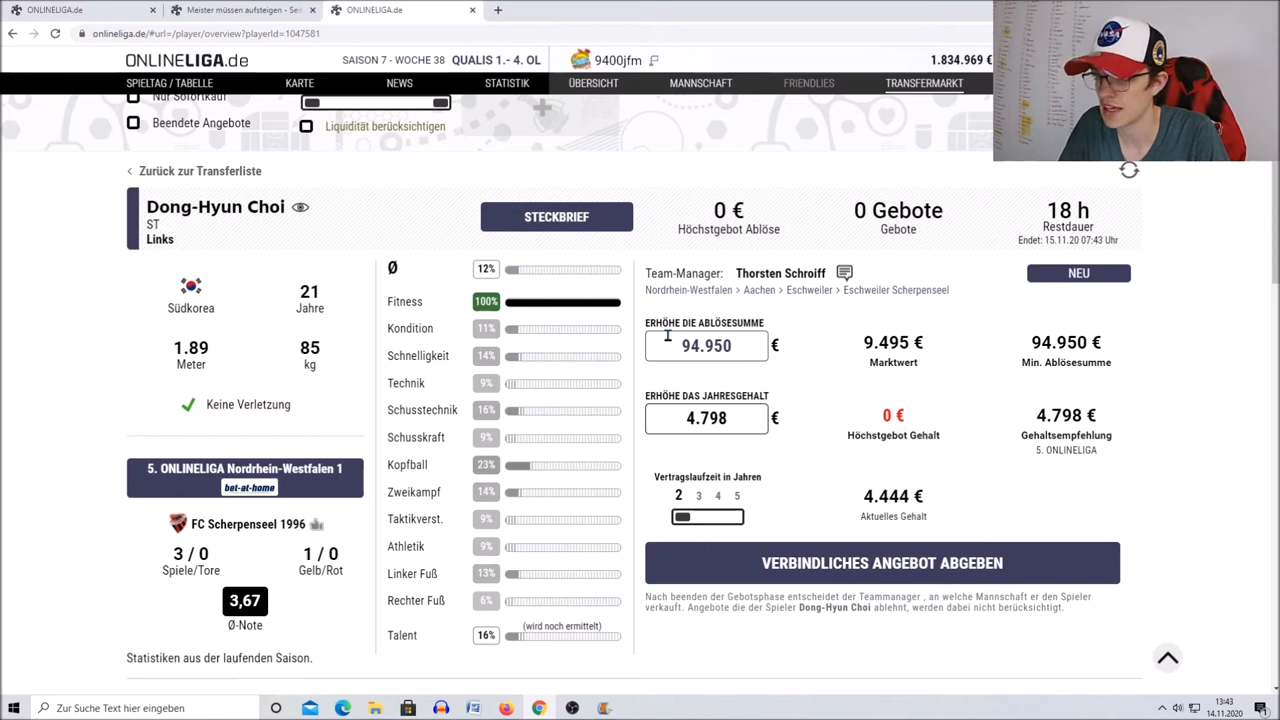 ONLINELIGA.de
Meister müssen aufsteigen - Sei
ONLINELIGA.de
onlineliga.de/#url=/player/overview?playerId=1047581
ONLINELIGA.de
SAISON 7 - WOCHE 38 QUALIS 1.- 4. OL
9400jfm
1.834.969 €
SPIELTAG / TABELLE
KARTE
NEWS
STATISTIK
ÜBERSICHT
MANNSCHAFT
FRIENDLIES
TRANSFERMARKT
Nur Sofortkauf
Beendete Angebote
Liquidität berücksichtigen
Zurück zur Transferliste
Dong-Hyun Choi
ST
Links
STECKBRIEF
0 €
Höchstgebot Ablöse
0 Gebote
Gebote
18 h
Restdauer
Endet: 15.11.20 07:43 Uhr
Südkorea
21
Jahre
1.89
Meter
85
kg
Keine Verletzung
5. ONLINELIGA Nordrhein-Westfalen 1
bet-at-home
FC Scherpenseel 1996
3 / 0
Spiele/Tore
1 / 0
Gelb/Rot
3,67
Ø-Note
Statistiken aus der laufenden Saison.
Ø 12%
Fitness 100%
Kondition 11%
Schnelligkeit 14%
Technik 9%
Schusstechnik 16%
Schusskraft 9%
Kopfball 23%
Zweikampf 14%
Taktikverst. 9%
Athletik 9%
Linker Fuß 13%
Rechter Fuß 6%
(wird noch ermittelt)
Talent 16%
Team-Manager: Thorsten Schroiff
Nordrhein-Westfalen > Aachen > Eschweiler > Eschweiler Scherpenseel
NEU
ERHÖHE DIE ABLÖSESUMME
94.950 €
9.495 €
Marktwert
94.950 €
Min. Ablösesumme
ERHÖHE DAS JAHRESGEHALT
4.798 €
0 €
Höchstgebot Gehalt
4.798 €
Gehaltsempfehlung
5. ONLINELIGA
Vertragslaufzeit in Jahren
2 3 4 5
4.444 €
Aktuelles Gehalt
VERBINDLICHES ANGEBOT ABGEBEN
Nach beenden der Gebotsphase entscheidet der Teammanager , an welche Mannschaft er den Spieler
verkauft. Angebote die der Spieler Dong-Hyun Choi ablehnt, werden dabei nicht berücksichtigt.
Zur Suche Text hier eingeben
13:43
14.11.2020